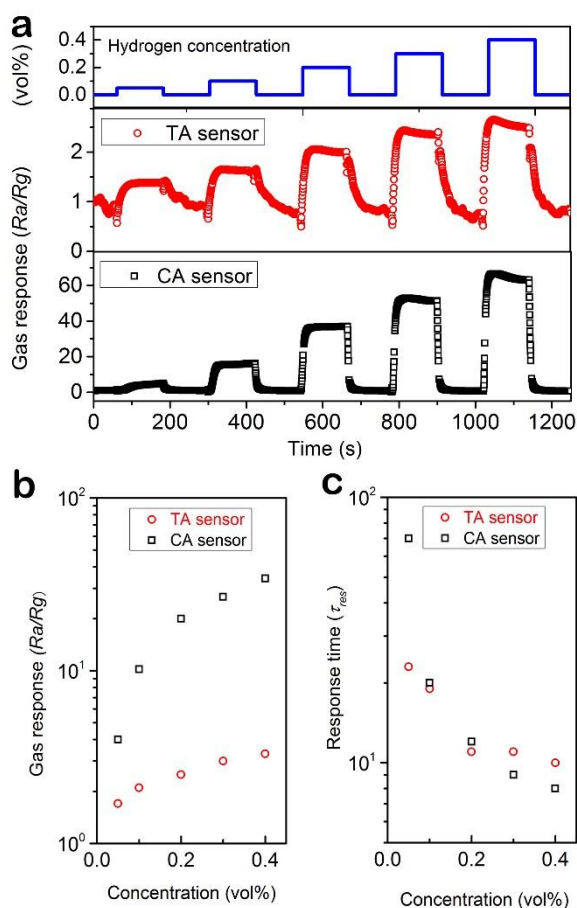 a
Hydrogen concentration
(vol%)
0.4
0.2
0.0
TA sensor
Gas response (Ra/Rg)
2
1
0
CA sensor
60
40
20
0
0 200 400 600 800 1000 1200
Time (s)
b
10²
TA sensor
CA sensor
Gas response (Ra/Rg)
10¹
10⁰
0.0 0.2 0.4
Concentration (vol%)
c
10²
TA sensor
CA sensor
Response time (τres)
10¹
0.0 0.2 0.4
Concentration (vol%)